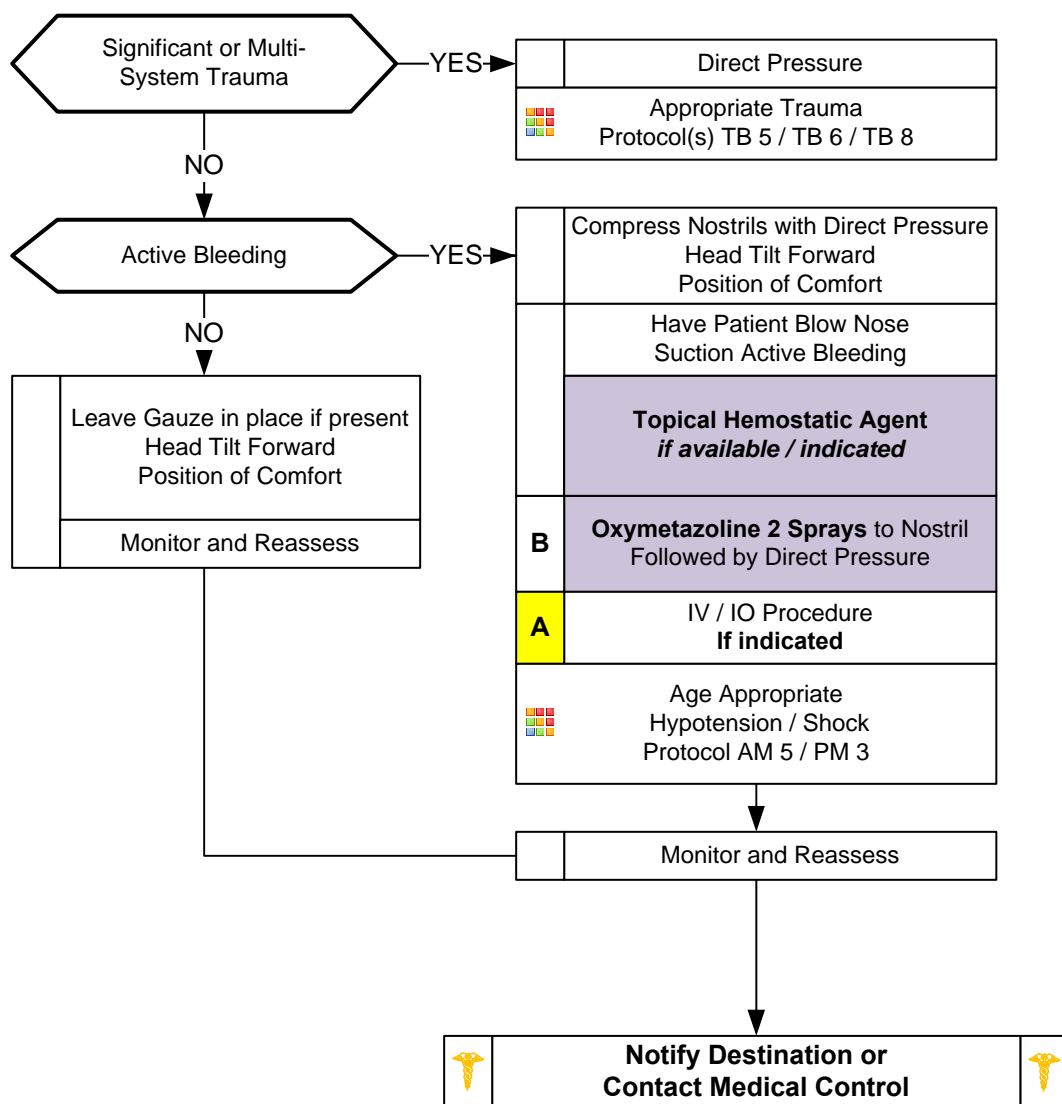 Significant or Multi-
System Trauma
YES
Direct Pressure
Appropriate Trauma
Protocol(s) TB 5 / TB 6 / TB 8
NO
Active Bleeding
YES
Compress Nostrils with Direct Pressure
Head Tilt Forward
Position of Comfort
Have Patient Blow Nose
Suction Active Bleeding
Topical Hemostatic Agent
if available / indicated
B
Oxymetazoline 2 Sprays to Nostril
Followed by Direct Pressure
A
IV / IO Procedure
If indicated
Age Appropriate
Hypotension / Shock
Protocol AM 5 / PM 3
NO
Leave Gauze in place if present
Head Tilt Forward
Position of Comfort
Monitor and Reassess
Monitor and Reassess
Notify Destination or
Contact Medical Control